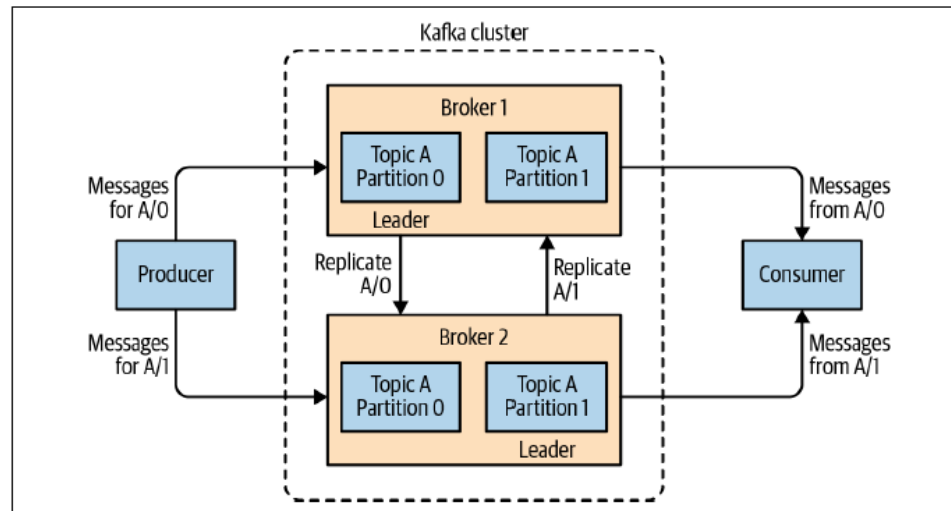 Kafka cluster
Broker 1
Topic A
Partition 0
Topic A
Partition 1
Leader
Messages
for A/0
Messages
from A/0
Producer
Replicate
A/0
Replicate
A/1
Consumer
Messages
for A/1
Messages
from A/1
Broker 2
Topic A
Partition 0
Topic A
Partition 1
Leader